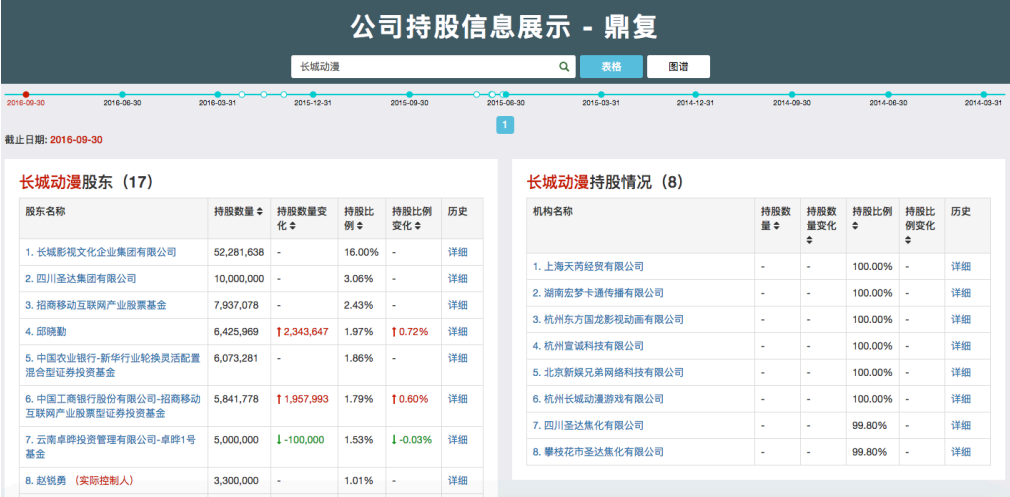 公司持股信息展示 - 鼎复
长城动漫
表格
图谱
2016-09-30 2016-06-30 2016-03-31 2015-12-31 2015-09-30 2015-06-30 2015-03-31 2014-12-31 2014-09-30 2014-06-30 2014-03-31
1
截止日期: 2016-09-30
长城动漫股东（17）
股东名称 持股数量 持股数量变化 持股比例 持股比例变化 历史
1. 长城影视文化企业集团有限公司 52,281,638 - 16.00% - 详细
2. 四川圣达集团有限公司 10,000,000 - 3.06% - 详细
3. 招商移动互联网产业股票基金 7,937,078 - 2.43% - 详细
4. 邱晓勤 6,425,969 ↑2,343,647 1.97% ↑0.72% 详细
5. 中国农业银行-新华行业轮换灵活配置 6,073,281 - 1.86% - 详细
混合型证券投资基金
6. 中国工商银行股份有限公司-招商移动 5,841,778 ↑1,957,993 1.79% ↑0.60% 详细
互联网产业股票型证券投资基金
7. 云南卓晔投资管理有限公司-卓晔1号 5,000,000 ↓-100,000 1.53% ↓-0.03% 详细
基金
8. 赵锐勇 （实际控制人） 3,300,000 - 1.01% - 详细
长城动漫持股情况（8）
机构名称 持股数量 持股数量变化 持股比例 持股比例变化 历史
1. 上海天芮经贸有限公司 - - 100.00% - 详细
2. 湖南宏梦卡通传播有限公司 - - 100.00% - 详细
3. 杭州东方国龙影视动画有限公司 - - 100.00% - 详细
4. 杭州宣诚科技有限公司 - - 100.00% - 详细
5. 北京新娱兄弟网络科技有限公司 - - 100.00% - 详细
6. 杭州长城动漫游戏有限公司 - - 100.00% - 详细
7. 四川圣达焦化有限公司 - - 99.80% - 详细
8. 攀枝花市圣达焦化有限公司 - - 99.80% - 详细